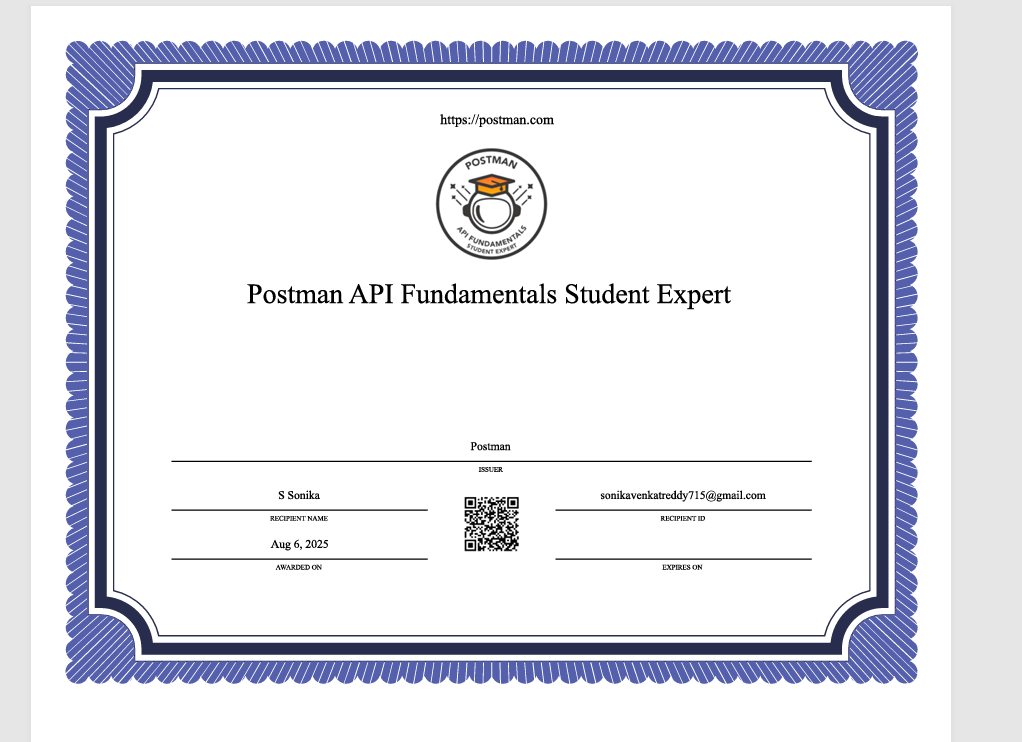 https://postman.com
POSTMAN
API FUNDAMENTALS
STUDENT EXPERT
Postman API Fundamentals Student Expert
Postman
ISSUER
S Sonika
sonikavenkatreddy715@gmail.com
RECIPIENT NAME
RECIPIENT ID
Aug 6, 2025
AWARDED ON
EXPIRES ON